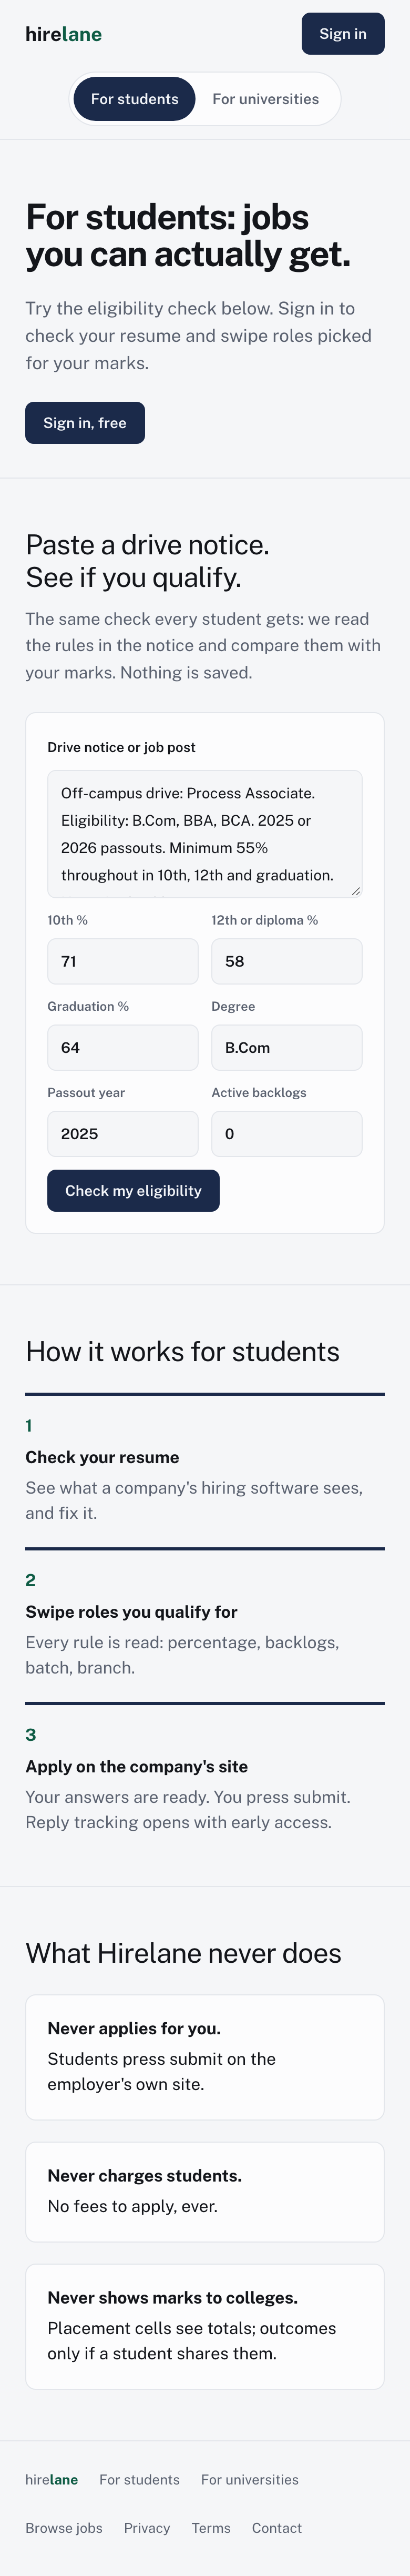 hirelane
Sign in
For students
For universities
For students: jobs
you can actually get.
Try the eligibility check below. Sign in to
check your resume and swipe roles picked
for your marks.
Sign in, free
Paste a drive notice.
See if you qualify.
The same check every student gets: we read
the rules in the notice and compare them with
your marks. Nothing is saved.
Drive notice or job post
Off-campus drive: Process Associate.
Eligibility: B.Com, BBA, BCA. 2025 or
2026 passouts. Minimum 55%
throughout in 10th, 12th and graduation.
10th %
12th or diploma %
71
58
Graduation %
Degree
64
B.Com
Passout year
Active backlogs
2025
0
Check my eligibility
How it works for students
1
Check your resume
See what a company's hiring software sees,
and fix it.
2
Swipe roles you qualify for
Every rule is read: percentage, backlogs,
batch, branch.
3
Apply on the company's site
Your answers are ready. You press submit.
Reply tracking opens with early access.
What Hirelane never does
Never applies for you.
Students press submit on the
employer's own site.
Never charges students.
No fees to apply, ever.
Never shows marks to colleges.
Placement cells see totals; outcomes
only if a student shares them.
hirelane
For students
For universities
Browse jobs
Privacy
Terms
Contact